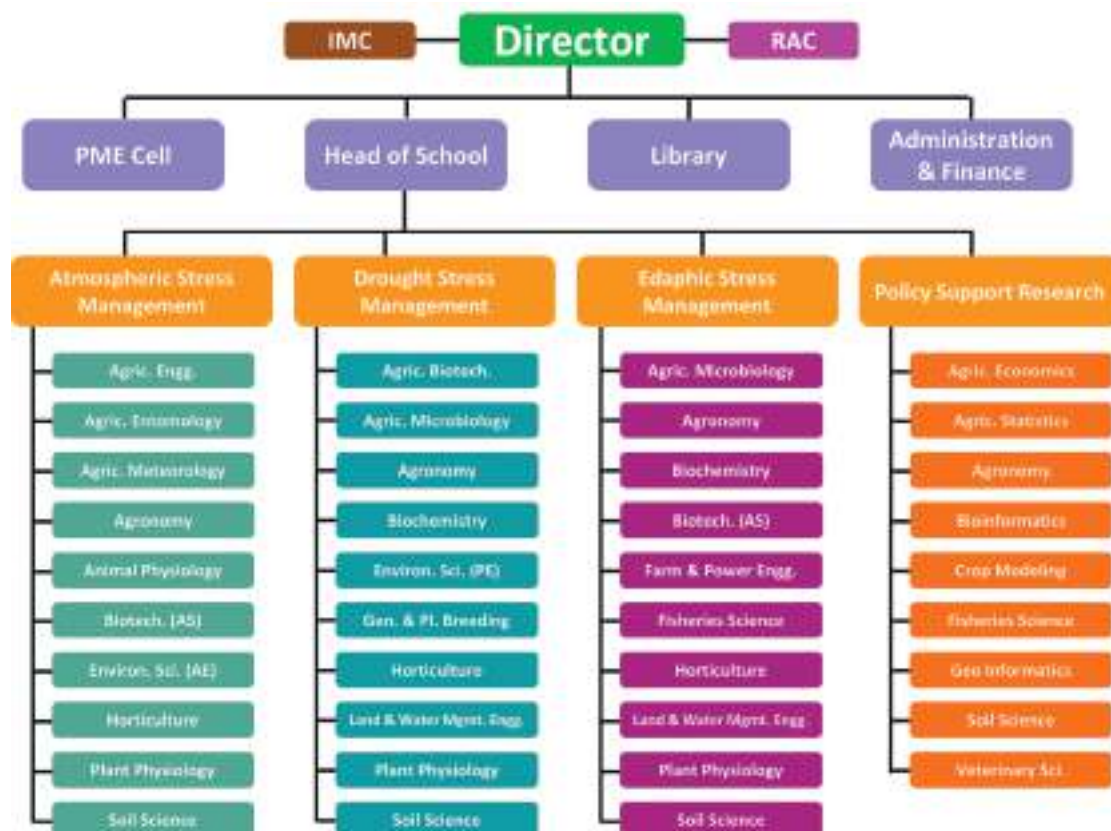 IMC
Director
RAC
PME Cell
Head of School
Library
Administration
& Finance
Atmospheric Stress
Management
Drought Stress
Management
Edaphic Stress
Management
Policy Support Research
Agric. Engg.
Agric. Entomology
Agric. Meteorology
Agronomy
Animal Physiology
Biotech. (AS)
Environ. Sci. (AE)
Horticulture
Plant Physiology
Soil Science
Agric. Biotech.
Agric. Microbiology
Agronomy
Biochemistry
Environ. Sci. (PE)
Gen. & Pl. Breeding
Horticulture
Land & Water Mgmt. Engg.
Plant Physiology
Soil Science
Agric. Microbiology
Agronomy
Biochemistry
Biotech. (AS)
Farm & Power Engg.
Fisheries Science
Horticulture
Land & Water Mgmt. Engg.
Plant Physiology
Soil Science
Agric. Economics
Agric. Statistics
Agronomy
Bioinformatics
Crop Modeling
Fisheries Science
Geo Informatics
Soil Science
Veterinary Sci.